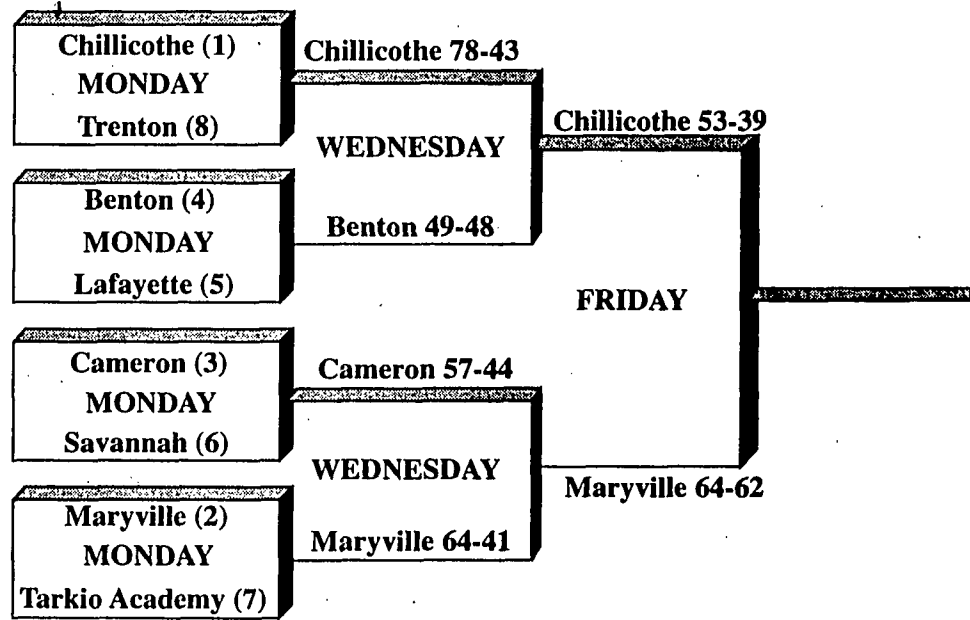 Chillicothe (1)
MONDAY
Trenton (8)
Benton (4)
MONDAY
Lafayette (5)
Cameron (3)
MONDAY
Savannah (6)
Maryville (2)
MONDAY
Tarkio Academy (7)
Chillicothe 78-43
WEDNESDAY
Benton 49-48
Cameron 57-44
WEDNESDAY
Maryville 64-41
Chillicothe 53-39
FRIDAY
Maryville 64-62